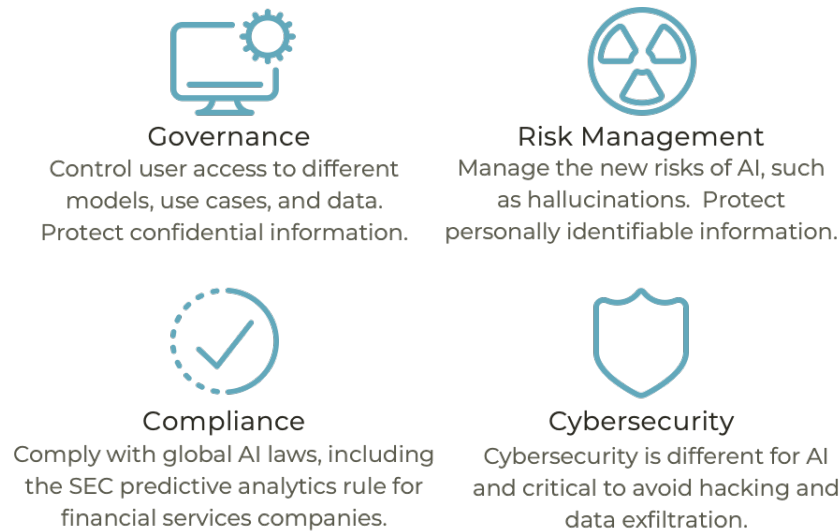 Governance
Control user access to different
models, use cases, and data.
Protect confidential information.
Risk Management
Manage the new risks of AI, such
as hallucinations.  Protect
personally identifiable information.
Compliance
Comply with global AI laws, including
the SEC predictive analytics rule for
financial services companies.
Cybersecurity
Cybersecurity is different for AI
and critical to avoid hacking and
data exfiltration.